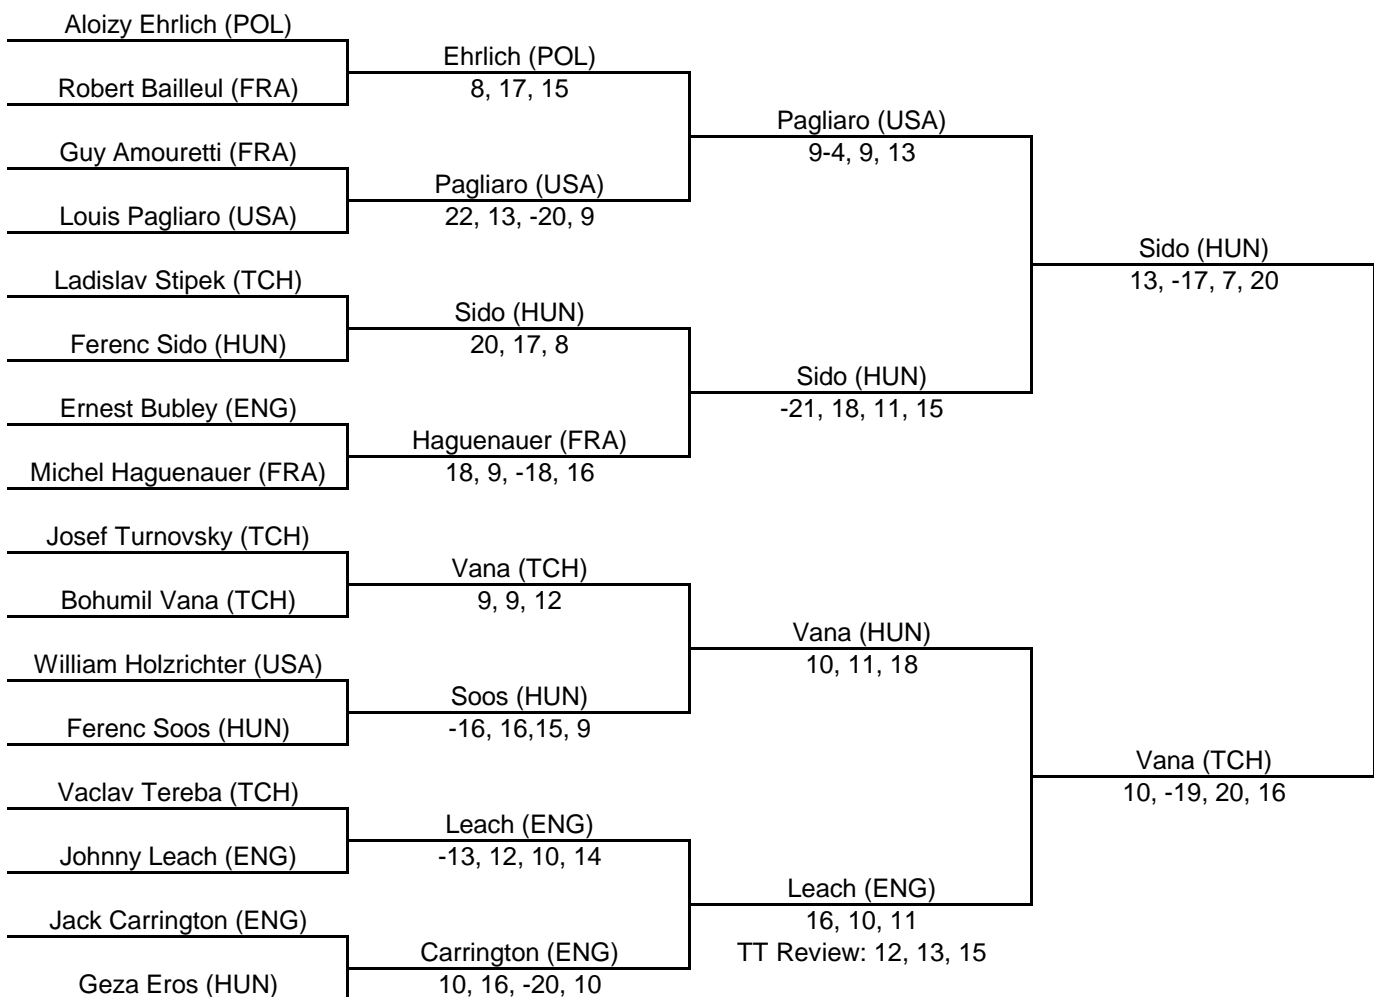 Aloizy Ehrlich (POL)
Robert Bailleul (FRA)
Guy Amouretti (FRA)
Louis Pagliaro (USA)
Ladislav Stipek (TCH)
Ferenc Sido (HUN)
Ernest Bubley (ENG)
Michel Haguenauer (FRA)
Josef Turnovsky (TCH)
Bohumil Vana (TCH)
William Holzrichter (USA)
Ferenc Soos (HUN)
Vaclav Tereba (TCH)
Johnny Leach (ENG)
Jack Carrington (ENG)
Geza Eros (HUN)
Ehrlich (POL)
8, 17, 15
Pagliaro (USA)
22, 13, -20, 9
Sido (HUN)
20, 17, 8
Haguenauer (FRA)
18, 9, -18, 16
Vana (TCH)
9, 9, 12
Soos (HUN)
-16, 16,15, 9
Leach (ENG)
-13, 12, 10, 14
Carrington (ENG)
10, 16, -20, 10
Pagliaro (USA)
9-4, 9, 13
Sido (HUN)
-21, 18, 11, 15
Vana (HUN)
10, 11, 18
Leach (ENG)
16, 10, 11
TT Review: 12, 13, 15
Sido (HUN)
13, -17, 7, 20
Vana (TCH)
10, -19, 20, 16